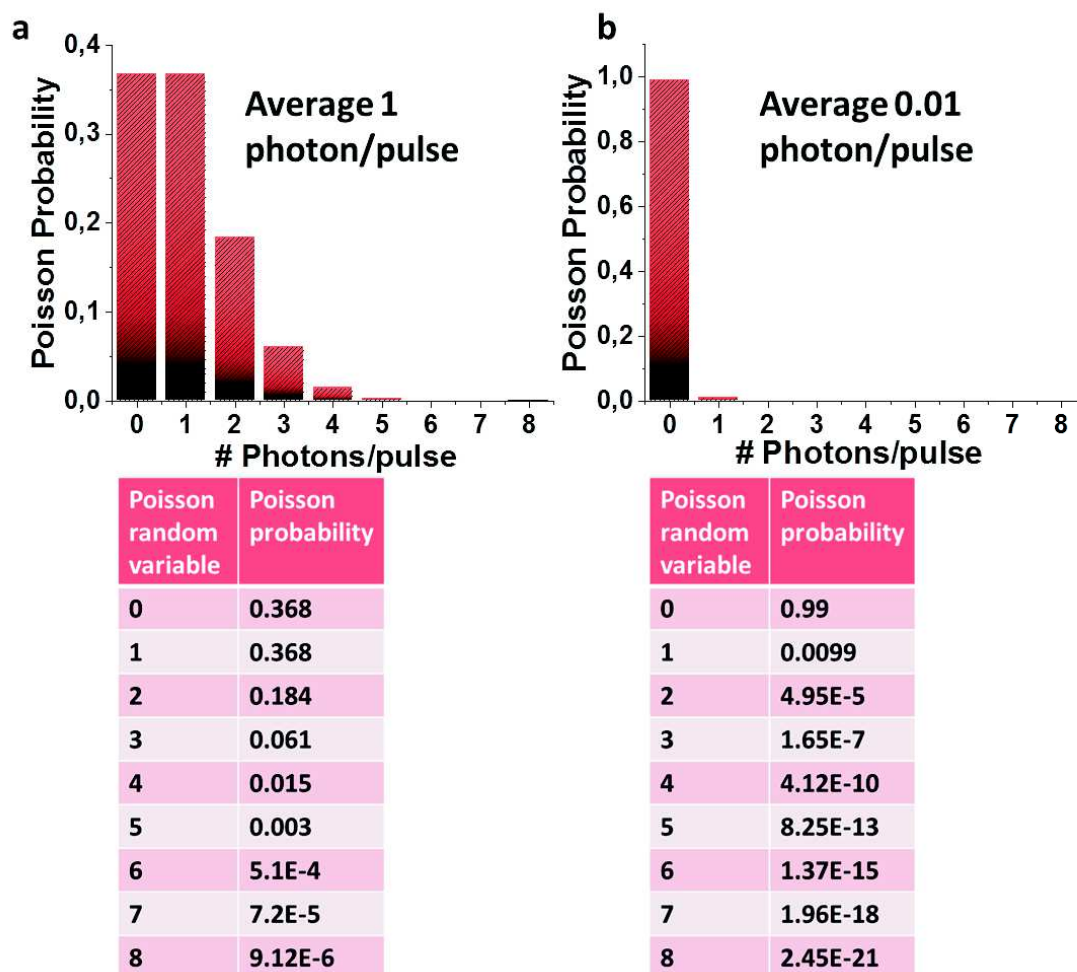 a
0,4
0,3
0,2
0,1
0,0
Poisson Probability
Average 1
photon/pulse
0 1 2 3 4 5 6 7 8
# Photons/pulse
Poisson random variable Poisson probability
0 0.368
1 0.368
2 0.184
3 0.061
4 0.015
5 0.003
6 5.1E-4
7 7.2E-5
8 9.12E-6
b
1,0
0,8
0,6
0,4
0,2
0,0
Poisson Probability
Average 0.01
photon/pulse
0 1 2 3 4 5 6 7 8
# Photons/pulse
Poisson random variable Poisson probability
0 0.99
1 0.0099
2 4.95E-5
3 1.65E-7
4 4.12E-10
5 8.25E-13
6 1.37E-15
7 1.96E-18
8 2.45E-21